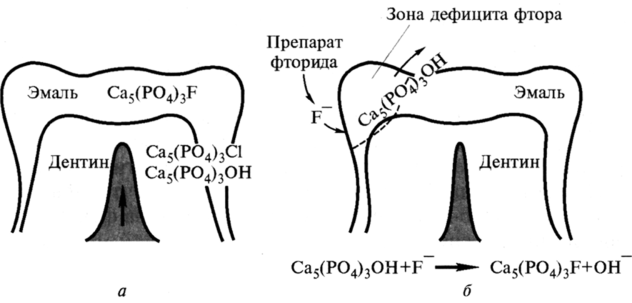 Эмаль Ca₅(PO₄)₃F
Дентин
Ca₅(PO₄)₃Cl
Ca₅(PO₄)₃OH
а
Зона дефицита фтора
Препарат
фторида
F⁻
Ca₅(PO₄)₃OH
Эмаль
Дентин
Ca₅(PO₄)₃OH+F⁻ → Ca₅(PO₄)₃F+OH⁻
б